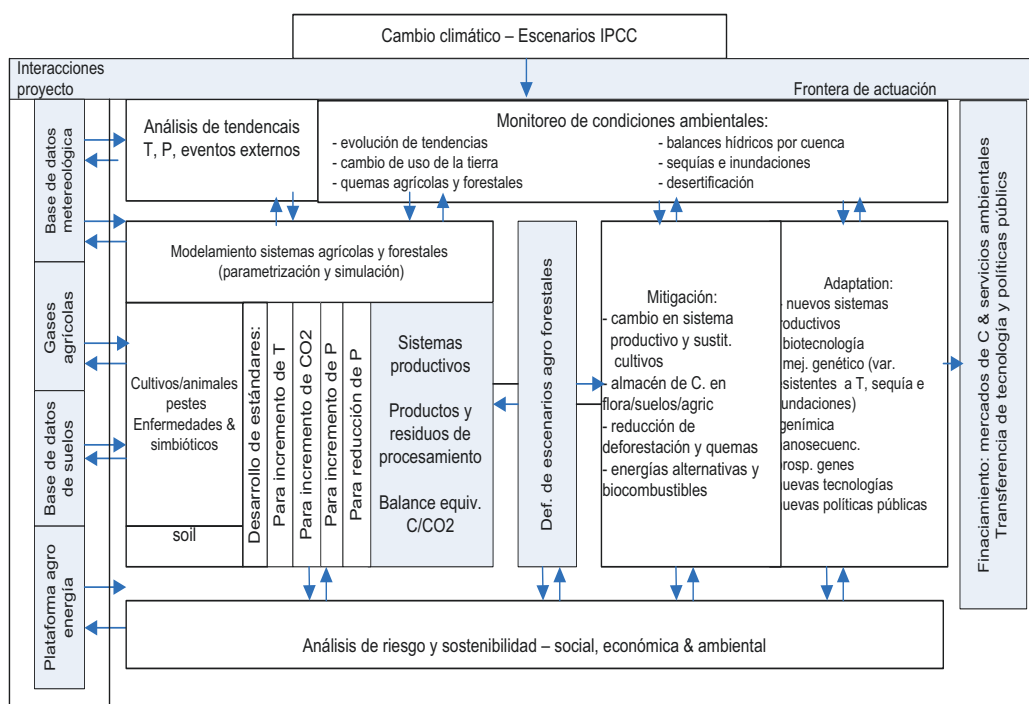 Cambio climático – Escenarios IPCC
Interacciones
proyecto
Frontera de actuación
Base de datos
metereológica
Gases
agrícolas
Base de datos
de suelos
Plataforma agro
energía
Análisis de tendencais
T, P, eventos externos
Monitoreo de condiciones ambientales:
- evolución de tendencias
- cambio de uso de la tierra
- quemas agrícolas y forestales
- balances hídricos por cuenca
- sequías e inundaciones
- desertificación
Modelamiento sistemas agrícolas y forestales
(parametrización y simulación)
Cultivos/animales
pestes
Enfermedades &
simbióticos
soil
Desarrollo de estándares:
Para incremento de T
Para incremento de CO2
Para incremento de P
Para reducción de P
Sistemas
productivos
Productos y
residuos de
procesamiento
Balance equiv.
C/CO2
Def. de escenarios agro forestales
Mitigación:
- cambio en sistema
productivo y sustit.
cultivos
- almacén de C. en
flora/suelos/agric
- reducción de
deforestación y quemas
- energías alternativas y
biocombustibles
Adaptation:
- nuevos sistemas
roductivos
biotecnología
mej. genético (var.
esistentes a T, sequía e
undaciones)
genímica
anosecuenc.
rosp. genes
nuevas tecnologías
nuevas políticas públicas
Finaciamiento: mercados de C & servicios ambientales
Transferencia de tecnología y políticas públics
Análisis de riesgo y sostenibilidad – social, económica & ambiental